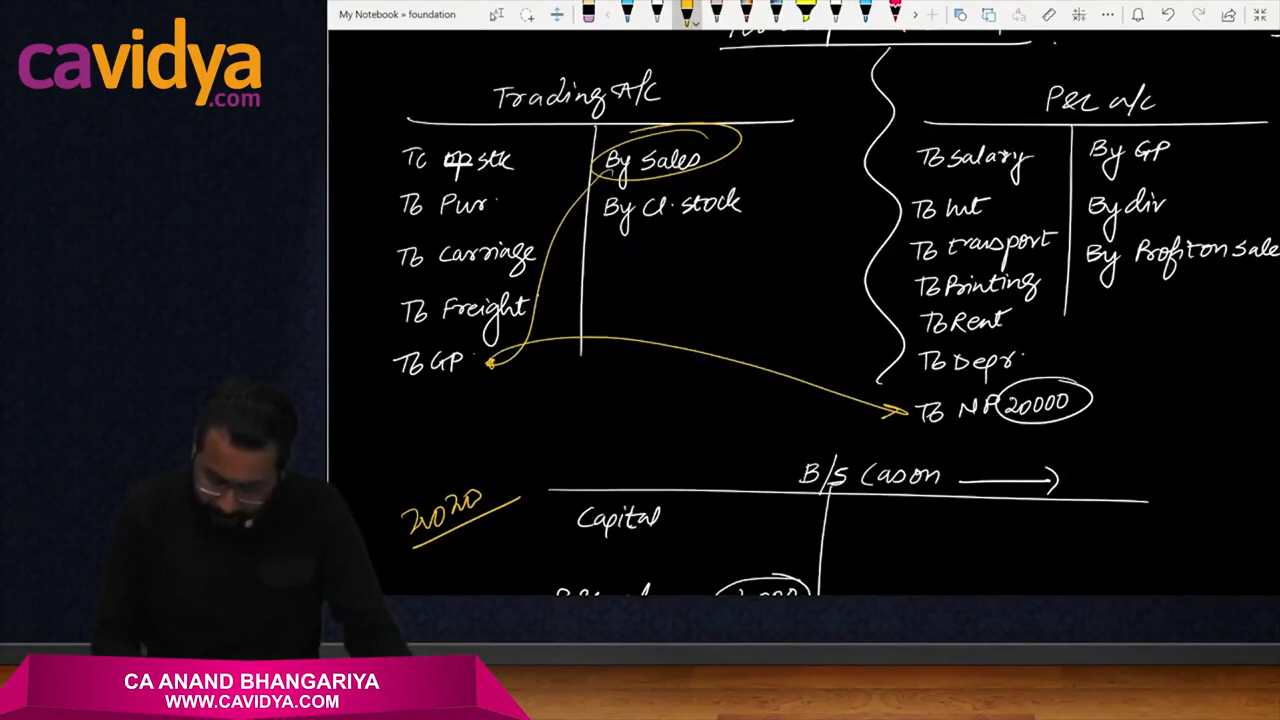 cavidya
.com
My Notebook » foundation
Trading A/c
To op stk
By Sales
To Pur.
By Cl. stock
To Carriage
To Freight
To GP
P&L a/c
To Salary
By GP
To Int
By div
To transport
By Profit on Sale
To Printing
To Rent
To Depr.
To NP 20000
B/S (as on
2020
Capital
CA ANAND BHANGARIYA
WWW.CAVIDYA.COM